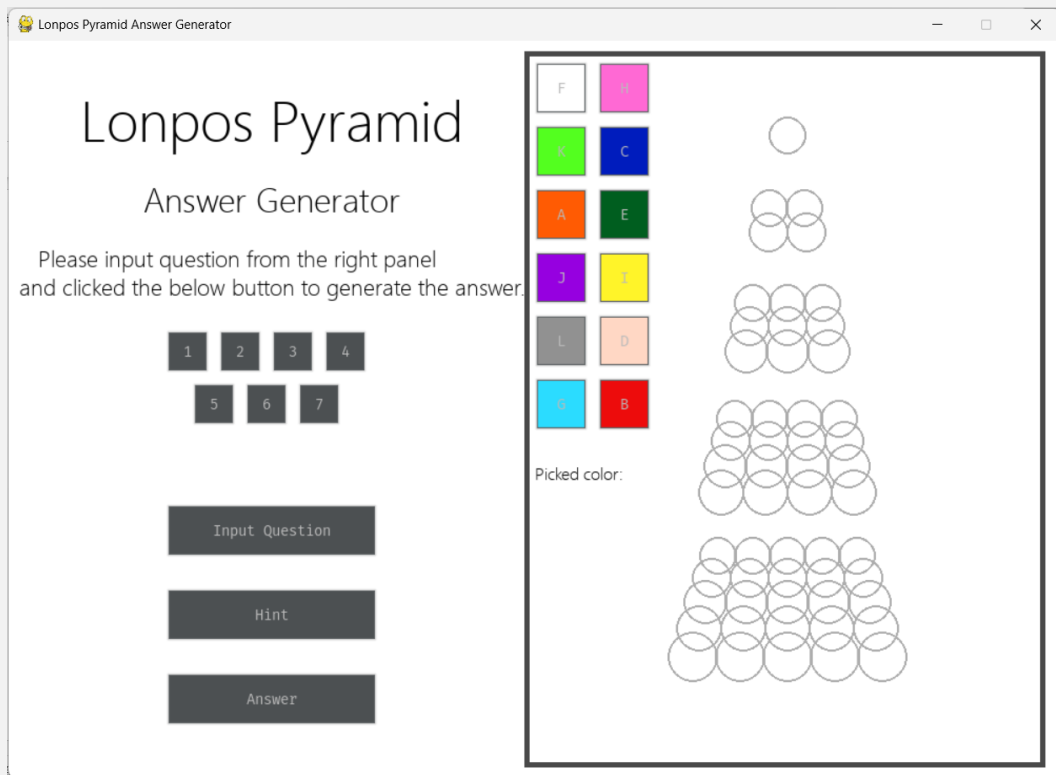 Lonpos Pyramid Answer Generator
Lonpos Pyramid
Answer Generator
Please input question from the right panel
and clicked the below button to generate the answer.
1 2 3 4
5 6 7
Input Question
Hint
Answer
F H
K C
A E
J I
L D
G B
Picked color: